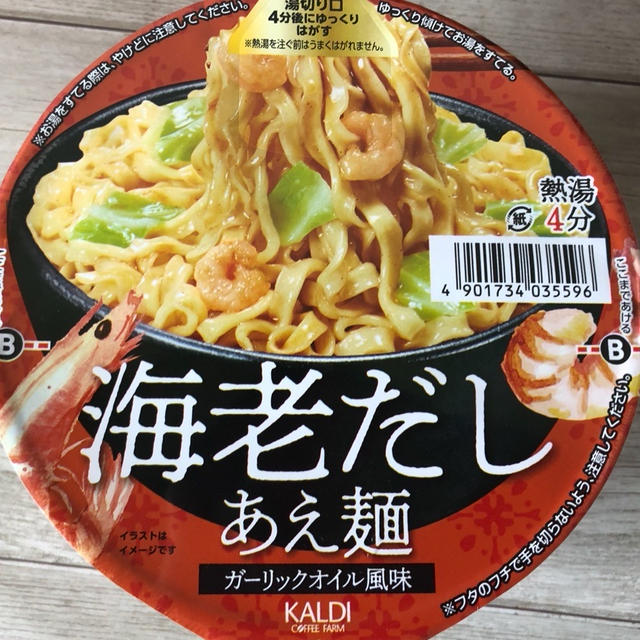 湯切り口
4分後にゆっくり
はがす
※熱湯を注ぐ前はうまくはがれません。
※お湯をすてる際は、やけどに注意してください。
ゆっくり傾けてお湯をすてる。
熱湯
4分
紙
4 901734 035596
ここまであける
B
B
海老だし
あえ麺
ガーリックオイル風味
イラストは
イメージです
KALDI
COFFEE FARM
※フタのフチで手を切らないよう、注意してください。